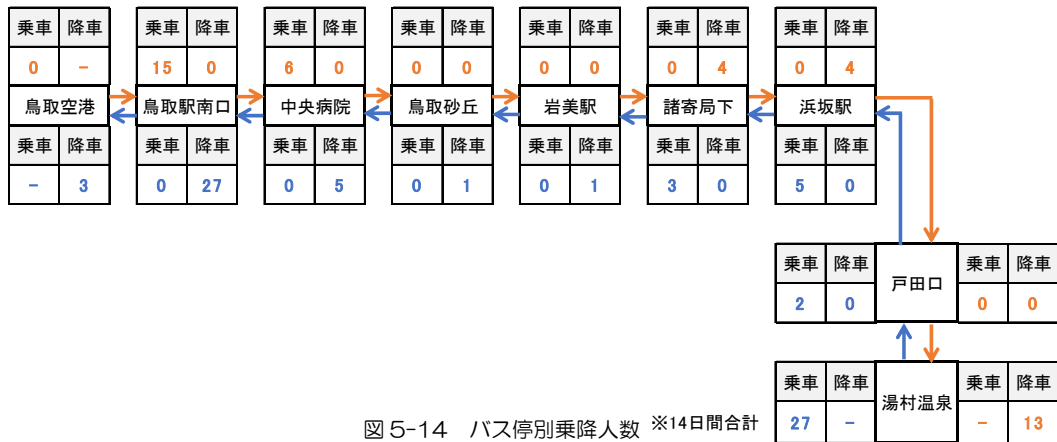 乗車 降車 乗車 降車 乗車 降車 乗車 降車 乗車 降車 乗車 降車 乗車 降車
0 - 15 0 6 0 0 0 0 0 0 4 0 4
鳥取空港 鳥取駅南口 中央病院 鳥取砂丘 岩美駅 諸寄局下 浜坂駅
乗車 降車 乗車 降車 乗車 降車 乗車 降車 乗車 降車 乗車 降車 乗車 降車
- 3 0 27 0 5 0 1 0 1 3 0 5 0
乗車 降車 戸田口 乗車 降車
2 0 0 0
乗車 降車 湯村温泉 乗車 降車
27 - - 13
図5-14 バス停別乗降人数 ※14日間合計